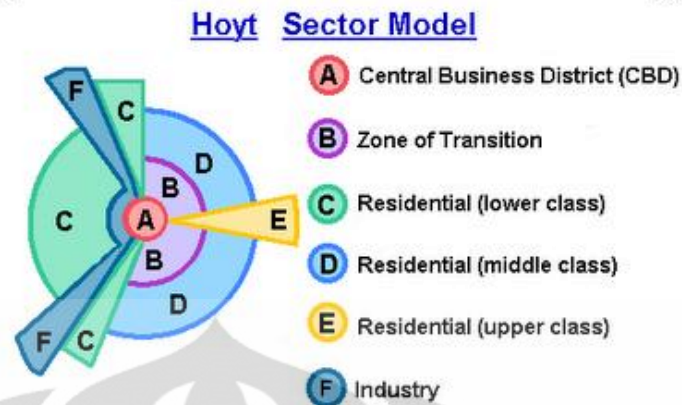 Hoyt Sector Model
A Central Business District (CBD)
B Zone of Transition
C Residential (lower class)
D Residential (middle class)
E Residential (upper class)
F Industry
F
C
D
B
C
A
E
B
D
F
C